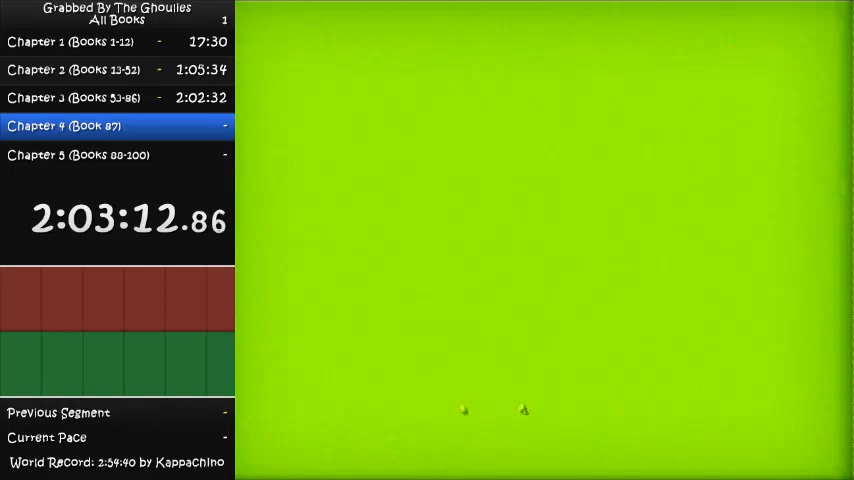 Grabbed By The Ghoulies
All Books 1
Chapter 1 (Books 1-12) - 17:30
Chapter 2 (Books 13-52) - 1:05:34
Chapter 3 (Books 53-86) - 2:02:32
Chapter 4 (Book 87) -
Chapter 5 (Books 88-100) -
2:03:12.86
Previous Segment -
Current Pace -
World Record: 2:54:40 by Kappachino